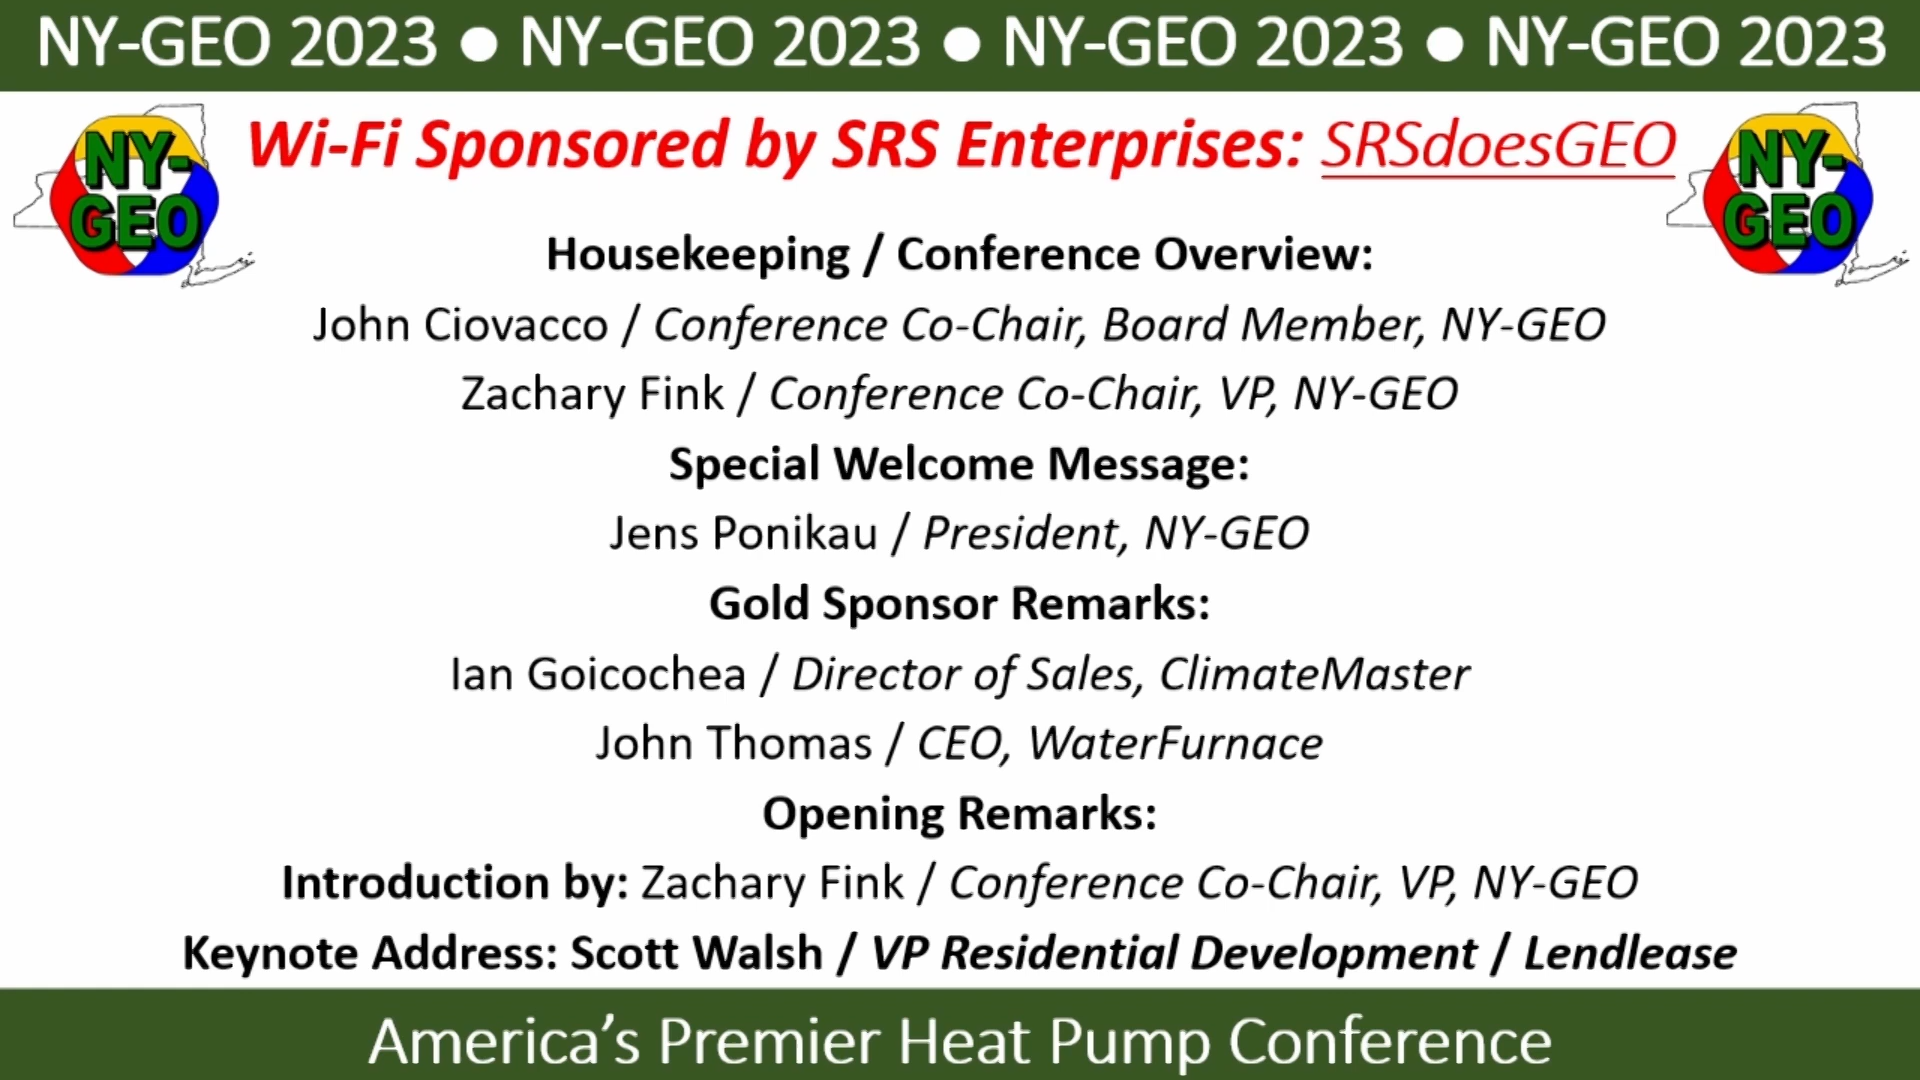 NY-GEO 2023 ● NY-GEO 2023 ● NY-GEO 2023 ● NY-GEO 2023
NY-
GEO
Wi-Fi Sponsored by SRS Enterprises: SRSdoesGEO
NY-
GEO
Housekeeping / Conference Overview:
John Ciovacco / Conference Co-Chair, Board Member, NY-GEO
Zachary Fink / Conference Co-Chair, VP, NY-GEO
Special Welcome Message:
Jens Ponikau / President, NY-GEO
Gold Sponsor Remarks:
Ian Goicochea / Director of Sales, ClimateMaster
John Thomas / CEO, WaterFurnace
Opening Remarks:
Introduction by: Zachary Fink / Conference Co-Chair, VP, NY-GEO
Keynote Address: Scott Walsh / VP Residential Development / Lendlease
America’s Premier Heat Pump Conference